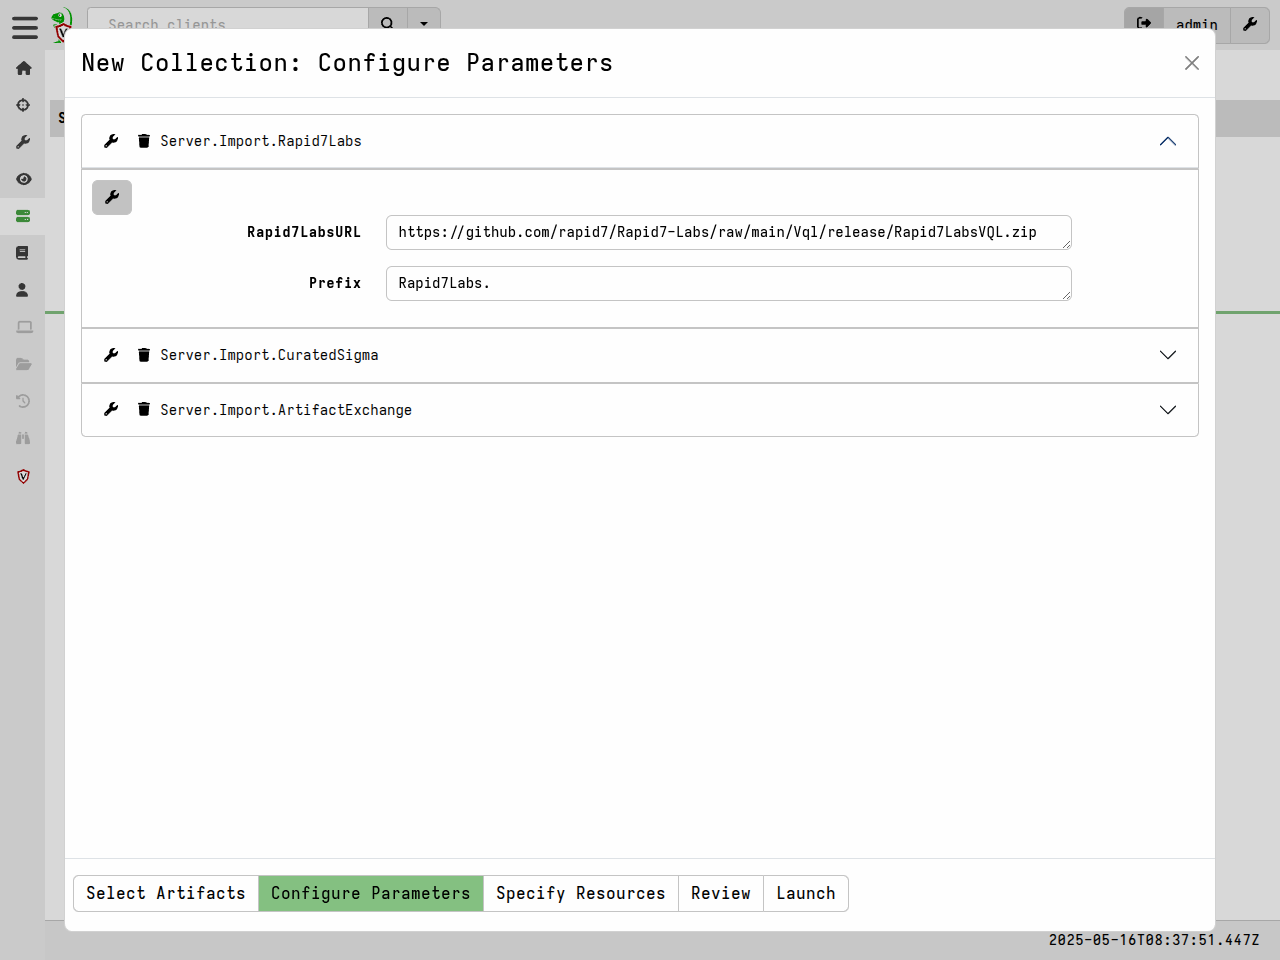 Search clients
admin
New Collection: Configure Parameters
Server.Import.Rapid7Labs
Rapid7LabsURL
https://github.com/rapid7/Rapid7-Labs/raw/main/Vql/release/Rapid7LabsVQL.zip
Prefix
Rapid7Labs.
Server.Import.CuratedSigma
Server.Import.ArtifactExchange
Select Artifacts
Configure Parameters
Specify Resources
Review
Launch
2025-05-16T08:37:51.447Z